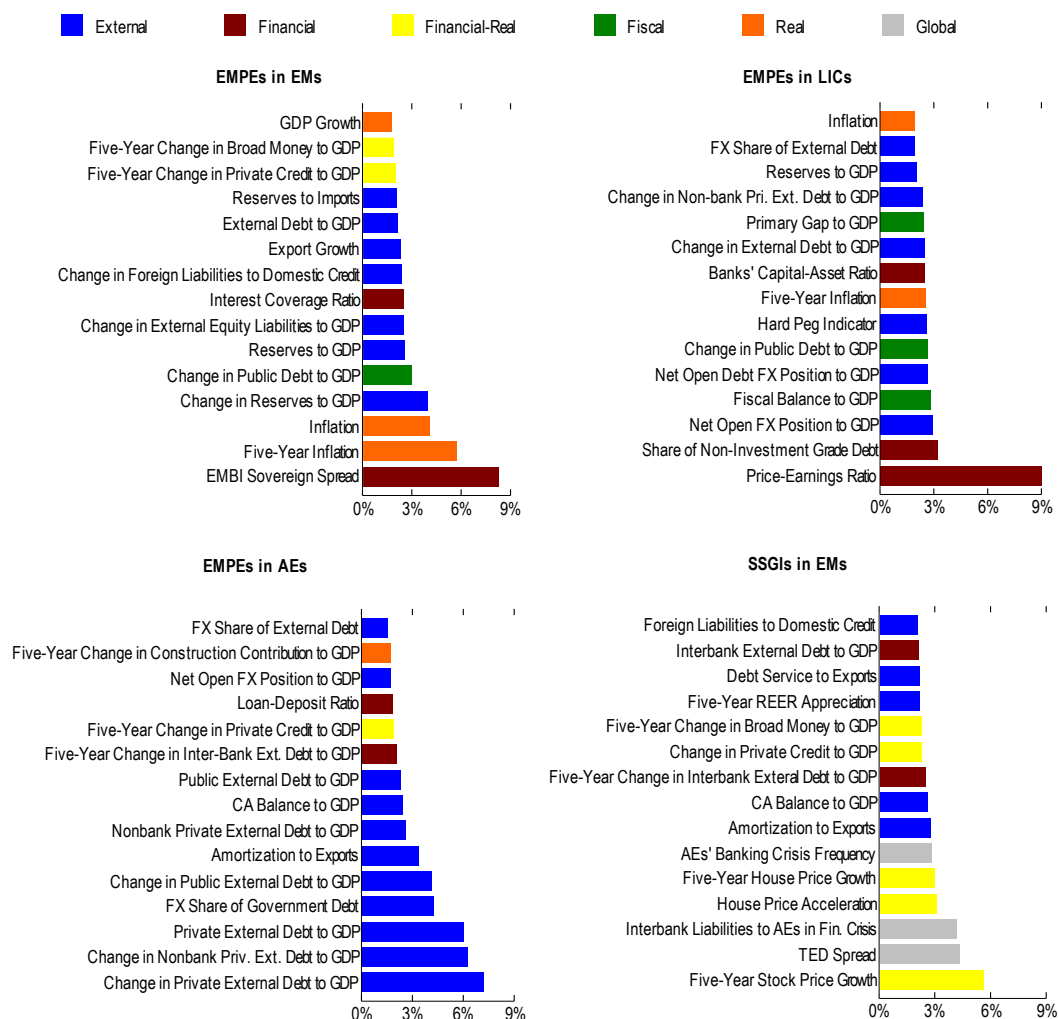 External Financial Financial-Real Fiscal Real Global
EMPEs in EMs
GDP Growth
Five-Year Change in Broad Money to GDP
Five-Year Change in Private Credit to GDP
Reserves to Imports
External Debt to GDP
Export Growth
Change in Foreign Liabilities to Domestic Credit
Interest Coverage Ratio
Change in External Equity Liabilities to GDP
Reserves to GDP
Change in Public Debt to GDP
Change in Reserves to GDP
Inflation
Five-Year Inflation
EMBI Sovereign Spread
0% 3% 6% 9%
EMPEs in LICs
Inflation
FX Share of External Debt
Reserves to GDP
Change in Non-bank Pri. Ext. Debt to GDP
Primary Gap to GDP
Change in External Debt to GDP
Banks' Capital-Asset Ratio
Five-Year Inflation
Hard Peg Indicator
Change in Public Debt to GDP
Net Open Debt FX Position to GDP
Fiscal Balance to GDP
Net Open FX Position to GDP
Share of Non-Investment Grade Debt
Price-Earnings Ratio
0% 3% 6% 9%
EMPEs in AEs
FX Share of External Debt
Five-Year Change in Construction Contribution to GDP
Net Open FX Position to GDP
Loan-Deposit Ratio
Five-Year Change in Private Credit to GDP
Five-Year Change in Inter-Bank Ext. Debt to GDP
Public External Debt to GDP
CA Balance to GDP
Nonbank Private External Debt to GDP
Amortization to Exports
Change in Public External Debt to GDP
FX Share of Government Debt
Private External Debt to GDP
Change in Nonbank Priv. Ext. Debt to GDP
Change in Private External Debt to GDP
0% 3% 6% 9%
SSGIs in EMs
Foreign Liabilities to Domestic Credit
Interbank External Debt to GDP
Debt Service to Exports
Five-Year REER Appreciation
Five-Year Change in Broad Money to GDP
Change in Private Credit to GDP
Five-Year Change in Interbank Exteral Debt to GDP
CA Balance to GDP
Amortization to Exports
AEs' Banking Crisis Frequency
Five-Year House Price Growth
House Price Acceleration
Interbank Liabilities to AEs in Fin. Crisis
TED Spread
Five-Year Stock Price Growth
0% 3% 6% 9%